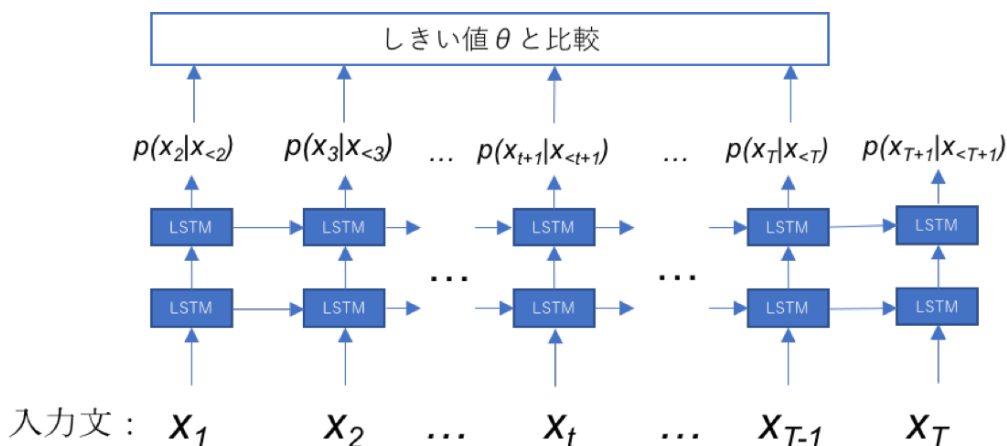 しきい値θと比較
p(x2|x<2) p(x3|x<3) ... p(xt+1|x<t+1) ... p(xT|x<T) p(xT+1|x<T+1)
LSTM LSTM LSTM LSTM LSTM
... ...
LSTM LSTM LSTM LSTM LSTM
入力文: x1 x2 ... xt ... xT-1 xT